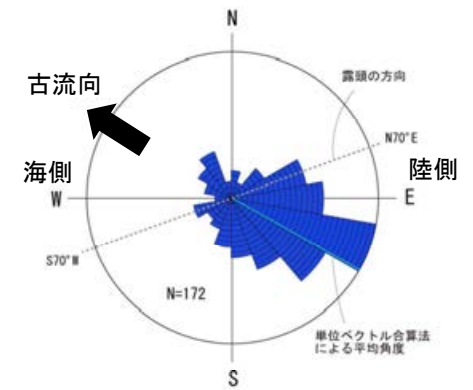 N
古流向
露頭の方向
N70°E
海側
陸側
W
E
S70°W
N=172
単位ベクトル合算法
による平均角度
S